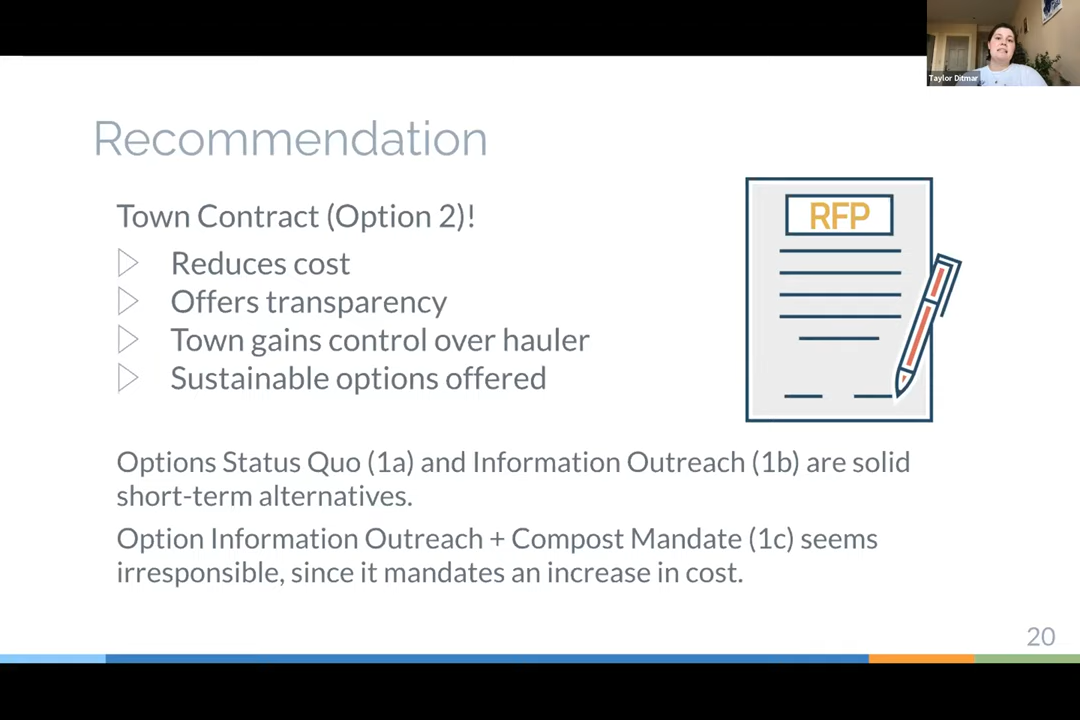 Taylor Ditmar
Recommendation
Town Contract (Option 2)!
Reduces cost
Offers transparency
Town gains control over hauler
Sustainable options offered
RFP
Options Status Quo (1a) and Information Outreach (1b) are solid
short-term alternatives.
Option Information Outreach + Compost Mandate (1c) seems
irresponsible, since it mandates an increase in cost.
20